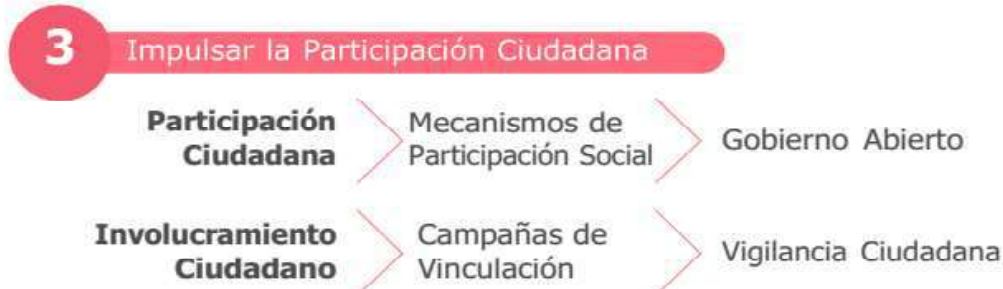 3
Impulsar la Participación Ciudadana
Participación
Ciudadana
Mecanismos de
Participación Social
Gobierno Abierto
Involucramiento
Ciudadano
Campañas de
Vinculación
Vigilancia Ciudadana